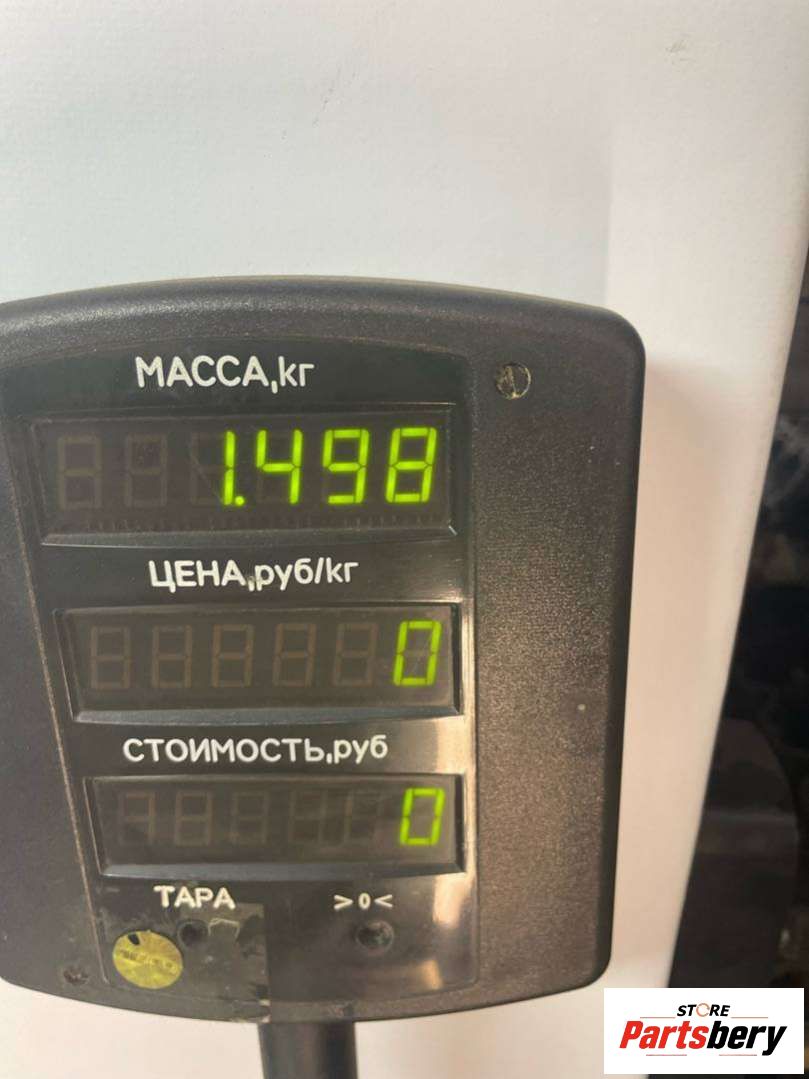 МАССА,кг
1.498
ЦЕНА,руб/кг
0
СТОИМОСТЬ,руб
0
ТАРА >0<
STORE
Partsbery